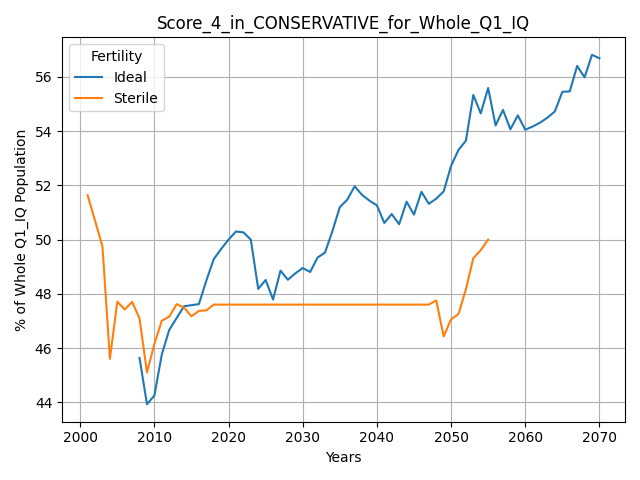 Score_4_in_CONSERVATIVE_for_Whole_Q1_IQ
Fertility
Ideal
Sterile
% of Whole Q1_IQ Population
56
54
52
50
48
46
44
2000
2010
2020
2030
2040
2050
2060
2070
Years